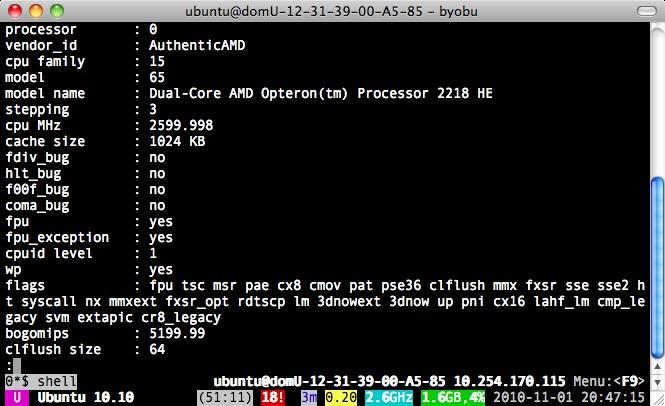 ubuntu@domU-12-31-39-00-A5-85 – byobu
processor : 0
vendor_id : AuthenticAMD
cpu family : 15
model : 65
model name : Dual-Core AMD Opteron(tm) Processor 2218 HE
stepping : 3
cpu MHz : 2599.998
cache size : 1024 KB
fdiv_bug : no
hlt_bug : no
f00f_bug : no
coma_bug : no
fpu : yes
fpu_exception : yes
cpuid level : 1
wp : yes
flags : fpu tsc msr pae cx8 cmov pat pse36 clflush mmx fxsr sse sse2 h
t syscall nx mmxext fxsr_opt rdtscp lm 3dnowext 3dnow up pni cx16 lahf_lm cmp_le
gacy svm extapic cr8_legacy
bogomips : 5199.99
clflush size : 64
:
0*$ shell ubuntu@domU-12-31-39-00-A5-85 10.254.170.115 Menu:<F9>
U Ubuntu 10.10 (51:11) 18! 3m 0.20 2.6GHz 1.6GB,4% 2010-11-01 20:47:15